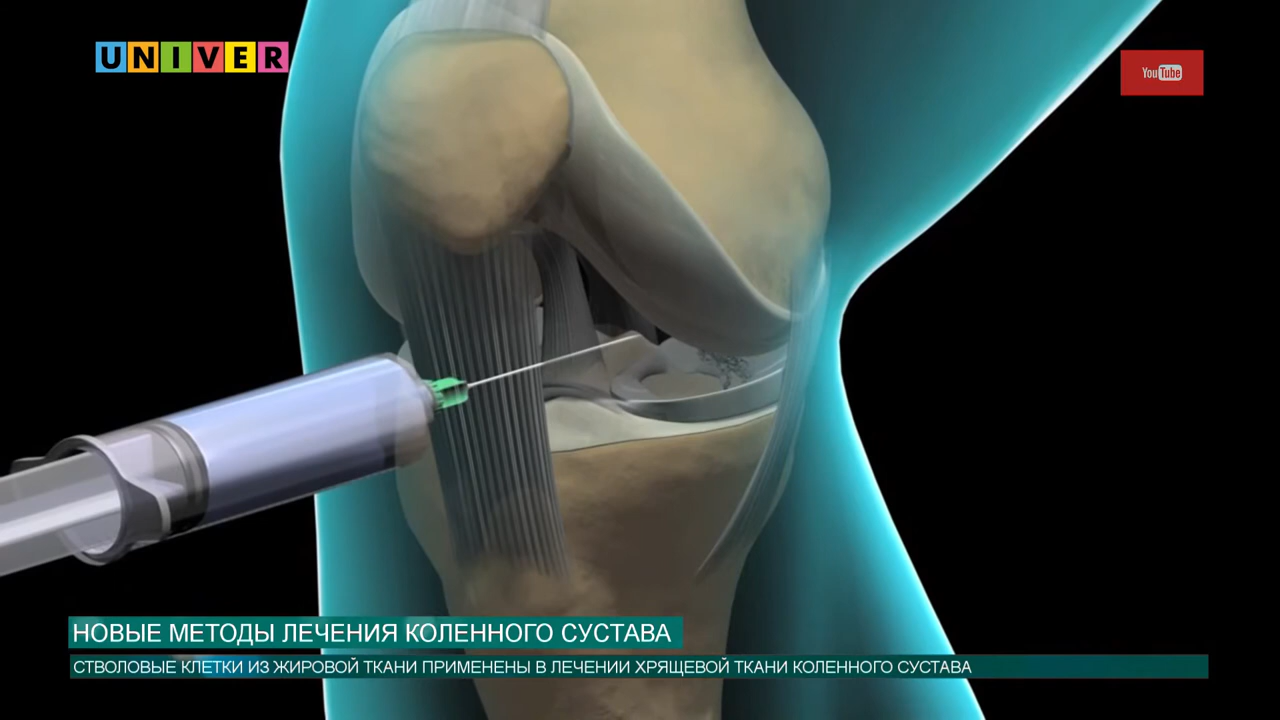 UNIVER
YouTube
НОВЫЕ МЕТОДЫ ЛЕЧЕНИЯ КОЛЕННОГО СУСТАВА
СТВОЛОВЫЕ КЛЕТКИ ИЗ ЖИРОВОЙ ТКАНИ ПРИМЕНЕНЫ В ЛЕЧЕНИИ ХРЯЩЕВОЙ ТКАНИ КОЛЕННОГО СУСТАВА